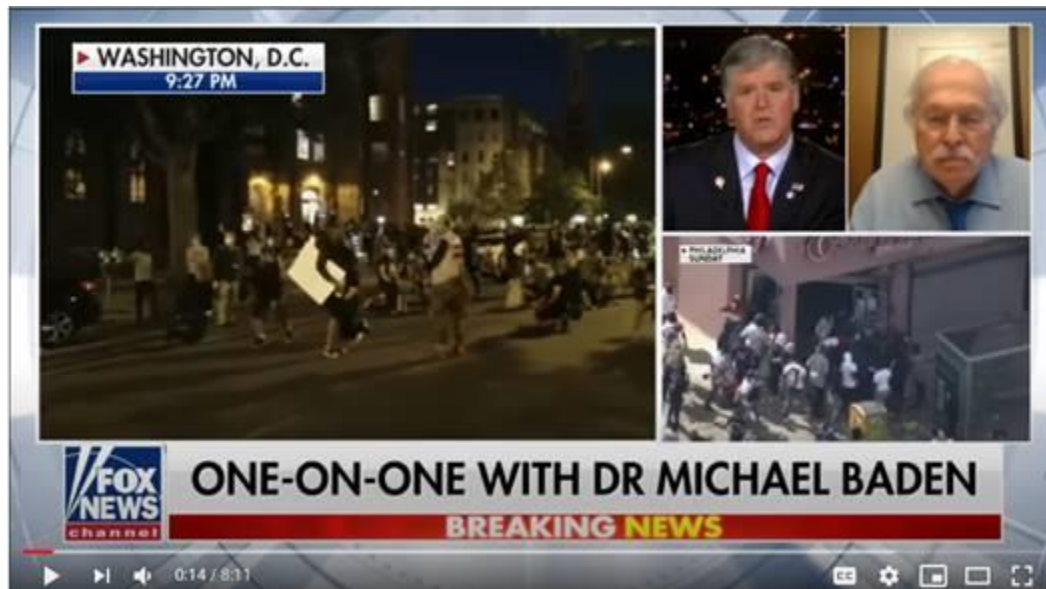 WASHINGTON, D.C.
9:27 PM
PHILADELPHIA
SUNDAY
FOX
NEWS
channel
ONE-ON-ONE WITH DR MICHAEL BADEN
BREAKING NEWS
0:14 / 8:11
CC